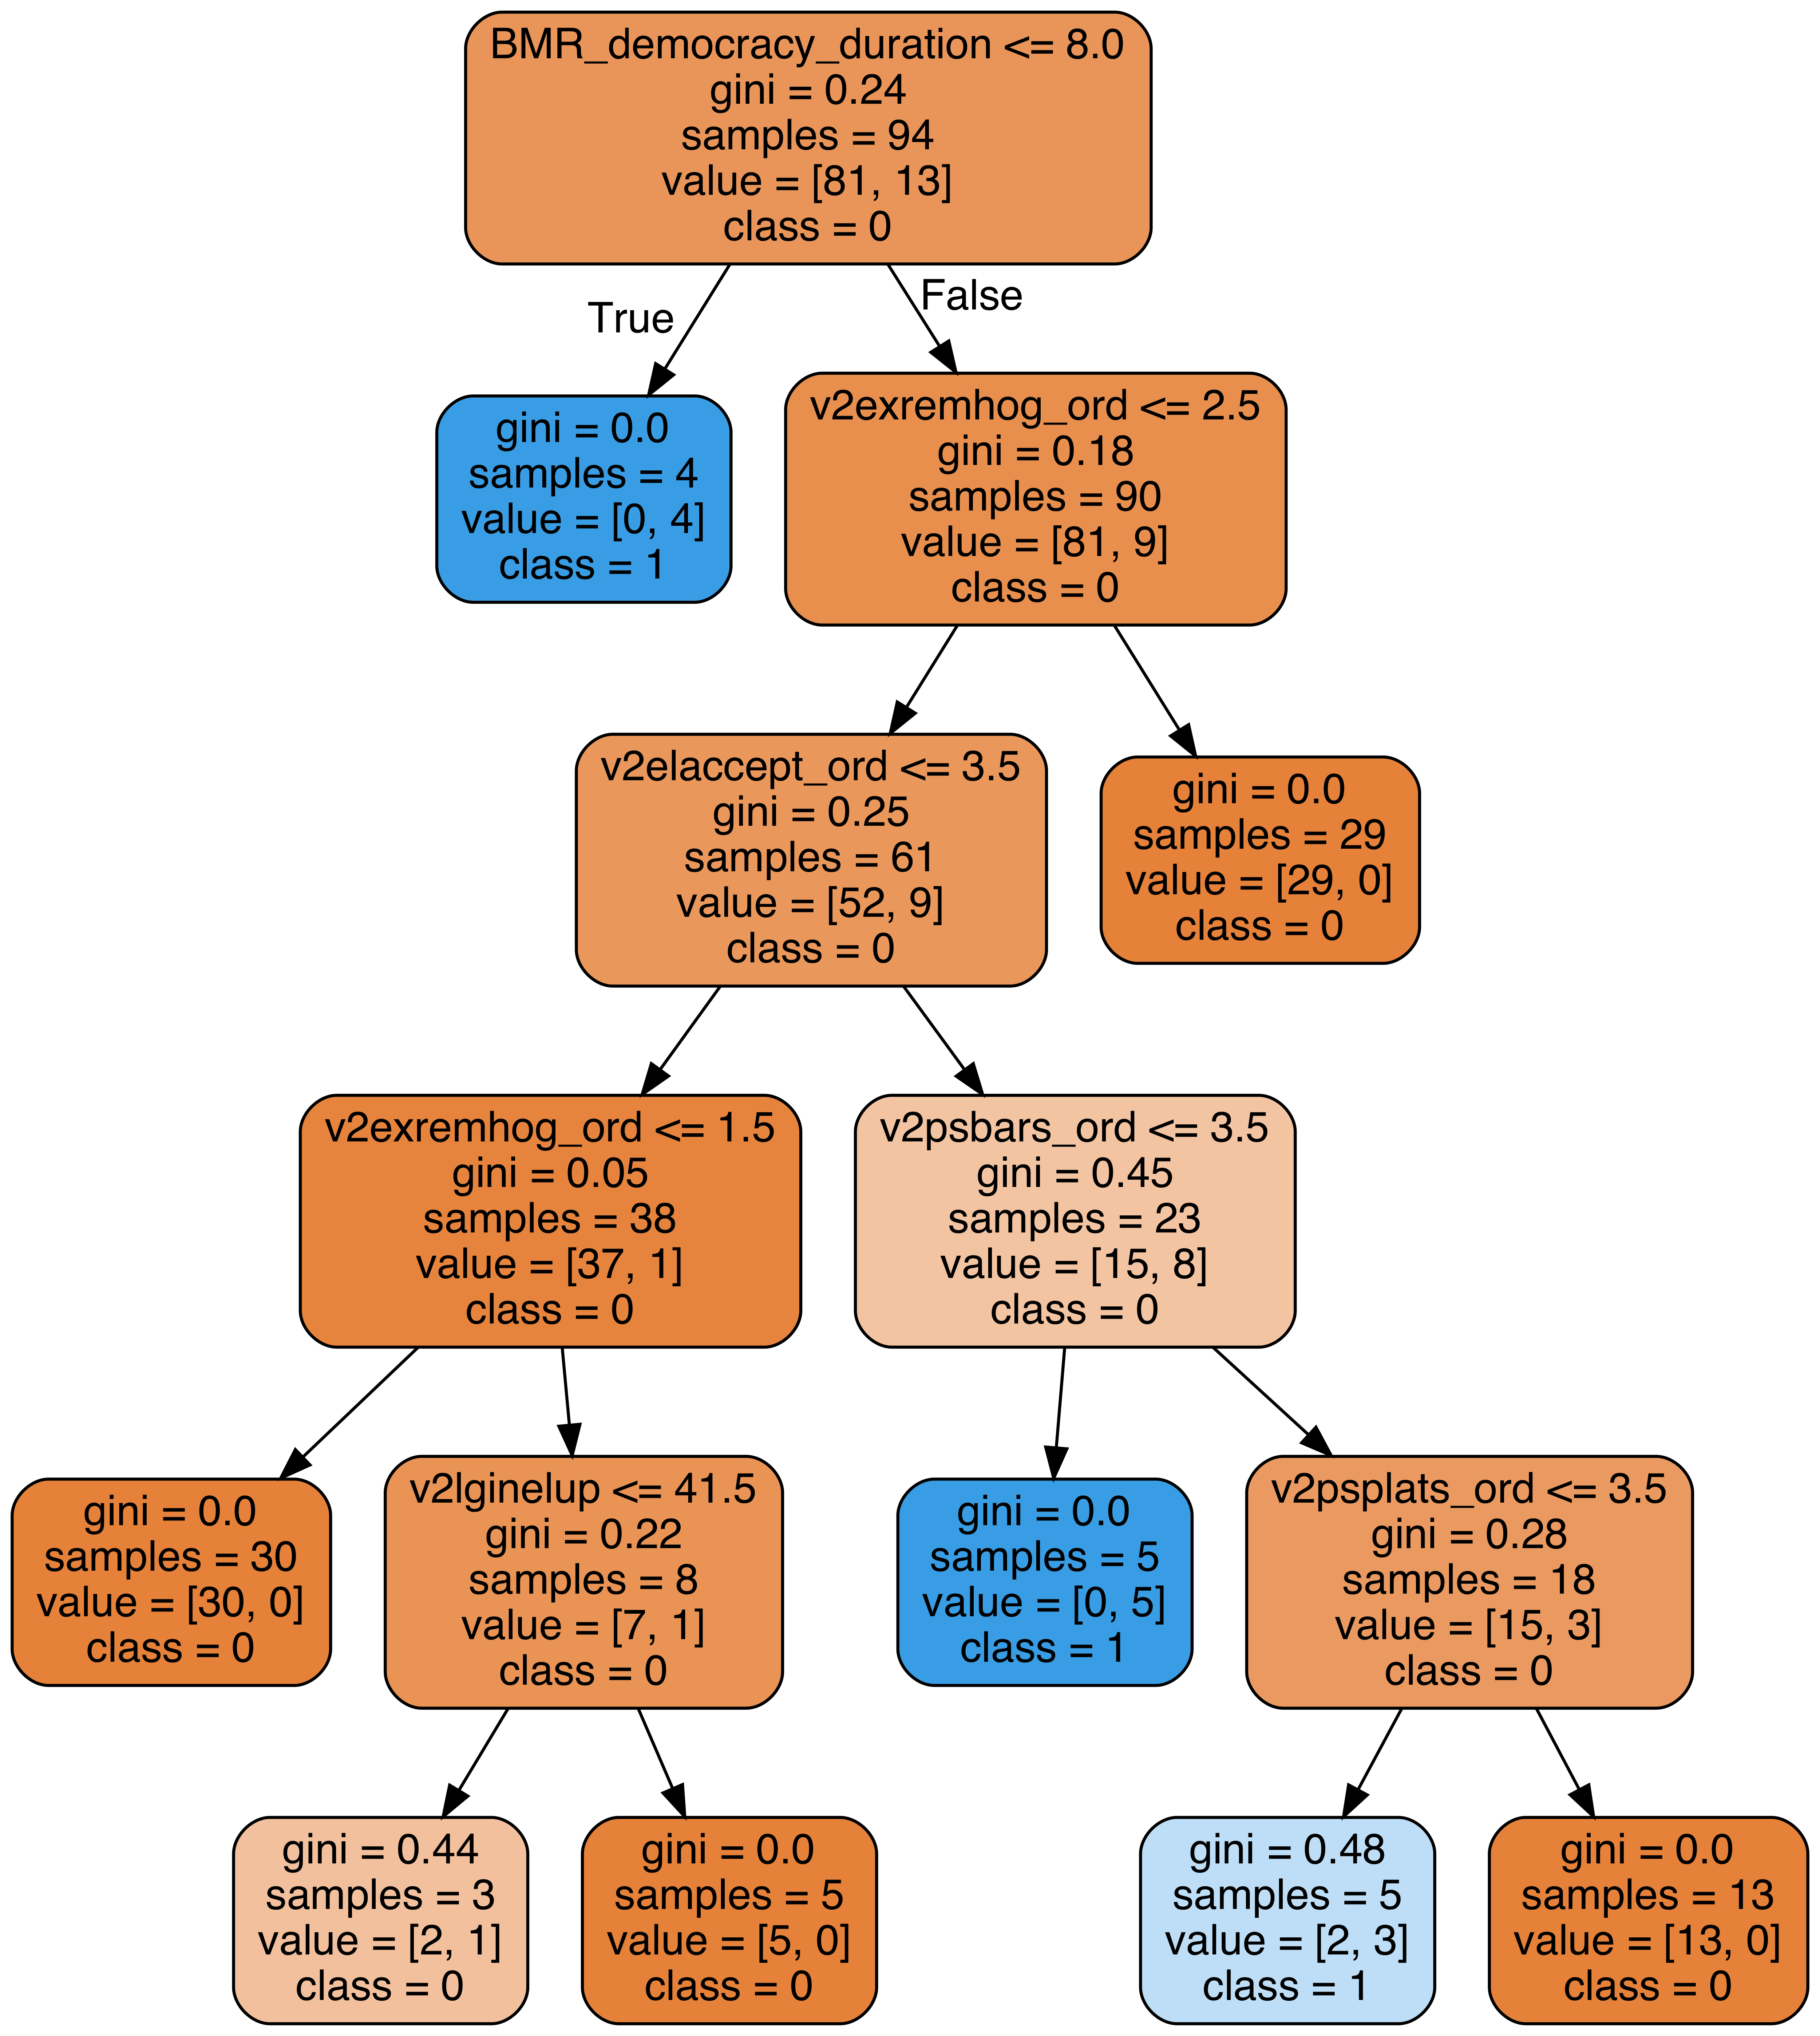 BMR_democracy_duration <= 8.0
gini = 0.24
samples = 94
value = [81, 13]
class = 0
True
False
gini = 0.0
samples = 4
value = [0, 4]
class = 1
v2exremhog_ord <= 2.5
gini = 0.18
samples = 90
value = [81, 9]
class = 0
v2elaccept_ord <= 3.5
gini = 0.25
samples = 61
value = [52, 9]
class = 0
gini = 0.0
samples = 29
value = [29, 0]
class = 0
v2exremhog_ord <= 1.5
gini = 0.05
samples = 38
value = [37, 1]
class = 0
v2psbars_ord <= 3.5
gini = 0.45
samples = 23
value = [15, 8]
class = 0
gini = 0.0
samples = 30
value = [30, 0]
class = 0
v2lginelup <= 41.5
gini = 0.22
samples = 8
value = [7, 1]
class = 0
gini = 0.0
samples = 5
value = [0, 5]
class = 1
v2psplats_ord <= 3.5
gini = 0.28
samples = 18
value = [15, 3]
class = 0
gini = 0.44
samples = 3
value = [2, 1]
class = 0
gini = 0.0
samples = 5
value = [5, 0]
class = 0
gini = 0.48
samples = 5
value = [2, 3]
class = 1
gini = 0.0
samples = 13
value = [13, 0]
class = 0